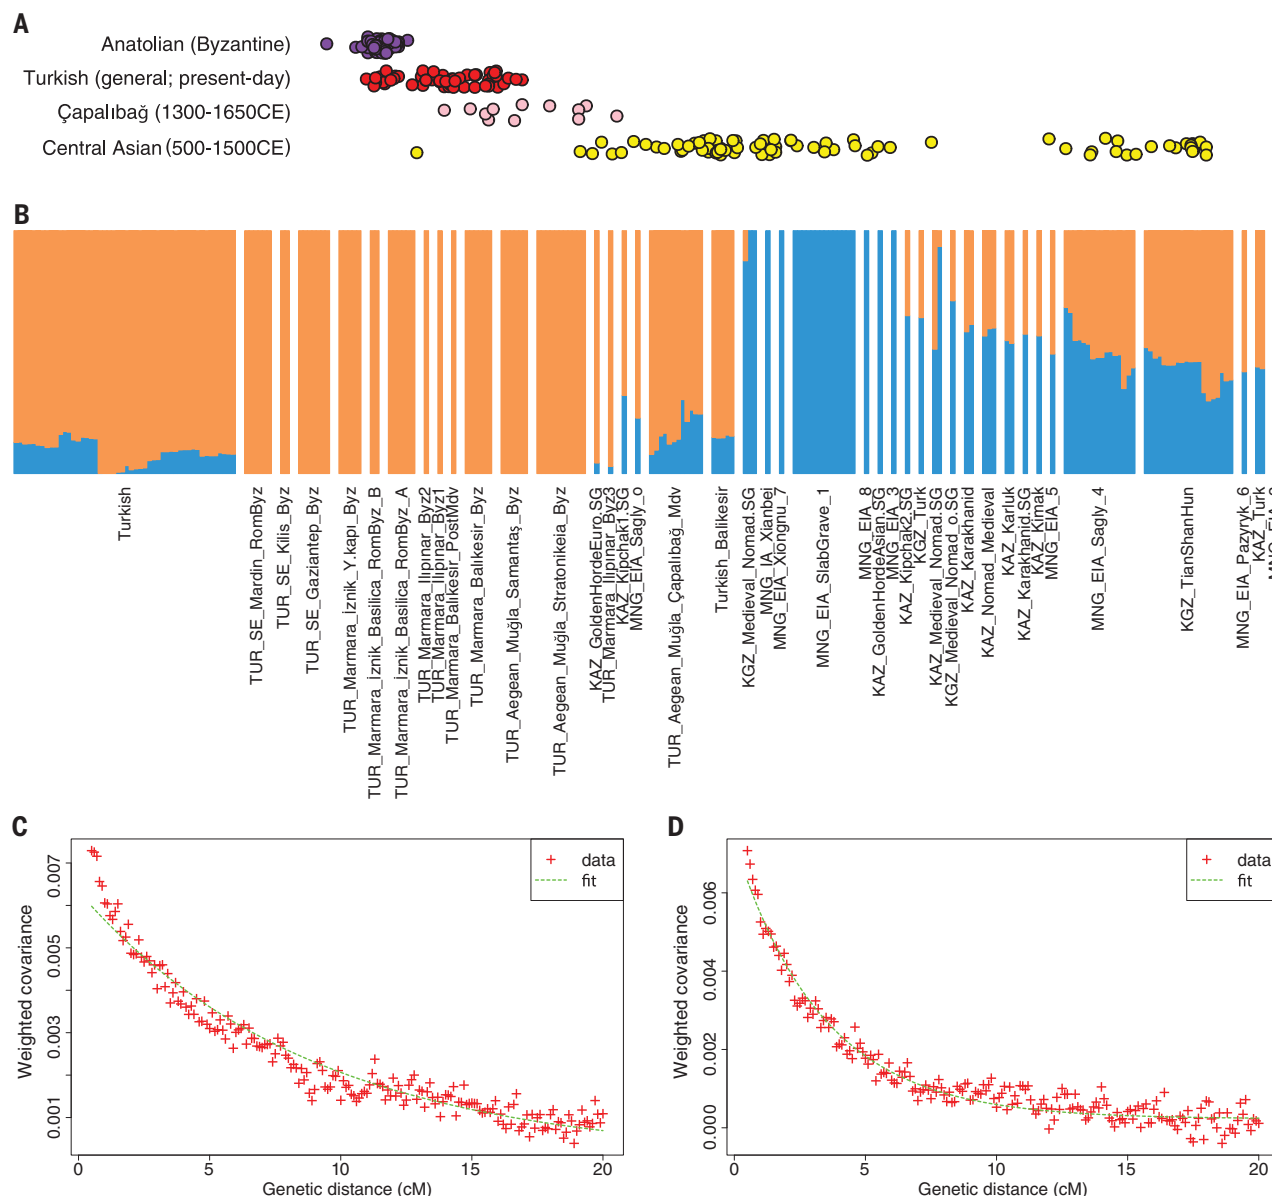 A
Anatolian (Byzantine)
Turkish (general; present-day)
Çapalıbağ (1300-1650CE)
Central Asian (500-1500CE)
B
Turkish
TUR_SE_Mardin_RomByz
TUR_SE_Kilis_Byz
TUR_SE_Gaziantep_Byz
TUR_Marmara_İznik_Y.kapı_Byz
TUR_Marmara_İznik_Basilica_RomByz_B
TUR_Marmara_İznik_Basilica_RomByz_A
TUR_Marmara_Ilıpınar_Byz2
TUR_Marmara_Ilıpınar_Byz1
TUR_Marmara_Balıkesir_PostMdv
TUR_Marmara_Balıkesir_Byz
TUR_Aegean_Muğla_Samantaş_Byz
TUR_Aegean_Muğla_Stratonikeia_Byz
KAZ_GoldenHordeEuro.SG
TUR_Marmara_Ilıpınar_Byz3
KAZ_Kipchak1.SG
MNG_EIA_Sagly_o
TUR_Aegean_Muğla_Çapalıbağ_Mdv
Turkish_Balikesir
KGZ_Medieval_Nomad.SG
MNG_IA_Xianbei
MNG_EIA_Xiongnu_7
MNG_EIA_SlabGrave_1
MNG_EIA_8
KAZ_GoldenHordeAsian.SG
MNG_EIA_3
KAZ_Kipchak2.SG
KGZ_Turk
KAZ_Medieval_Nomad.SG
KGZ_Medieval_Nomad_o.SG
KAZ_Karakhanid
KAZ_Nomad_Medieval
KAZ_Karluk
KAZ_Karakhanid.SG
KAZ_Kimak
MNG_EIA_5
MNG_EIA_Sagly_4
KGZ_TianShanHun
MNG_EIA_Pazyryk_6
KAZ_Turk
C
0.007
0.005
0.003
0.001
Weighted covariance
data
fit
0 5 10 15 20
Genetic distance (cM)
D
0.006
0.004
0.002
0.0
Weighted covariance
data
fit
0 5 10 15 20
Genetic distance (cM)